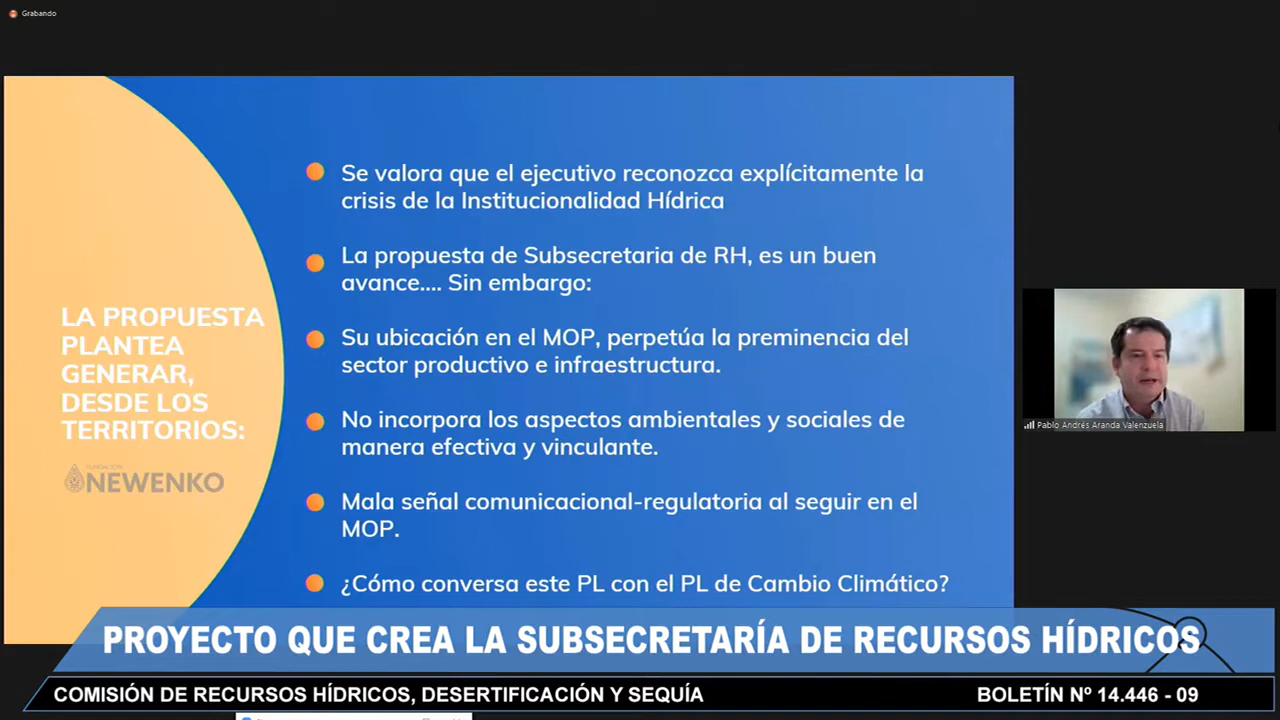 Grabando
Se valora que el ejecutivo reconozca explícitamente la
crisis de la Institucionalidad Hídrica
La propuesta de Subsecretaria de RH, es un buen
avance.... Sin embargo:
Su ubicación en el MOP, perpetúa la preminencia del
sector productivo e infraestructura.
No incorpora los aspectos ambientales y sociales de
manera efectiva y vinculante.
Mala señal comunicacional-regulatoria al seguir en el
MOP.
¿Cómo conversa este PL con el PL de Cambio Climático?
LA PROPUESTA
PLANTEA
GENERAR,
DESDE LOS
TERRITORIOS:
FUNDACIÓN
NEWENKO
Pablo Andrés Aranda Valenzuela
PROYECTO QUE CREA LA SUBSECRETARÍA DE RECURSOS HÍDRICOS
COMISIÓN DE RECURSOS HÍDRICOS, DESERTIFICACIÓN Y SEQUÍA
BOLETÍN Nº 14.446 - 09